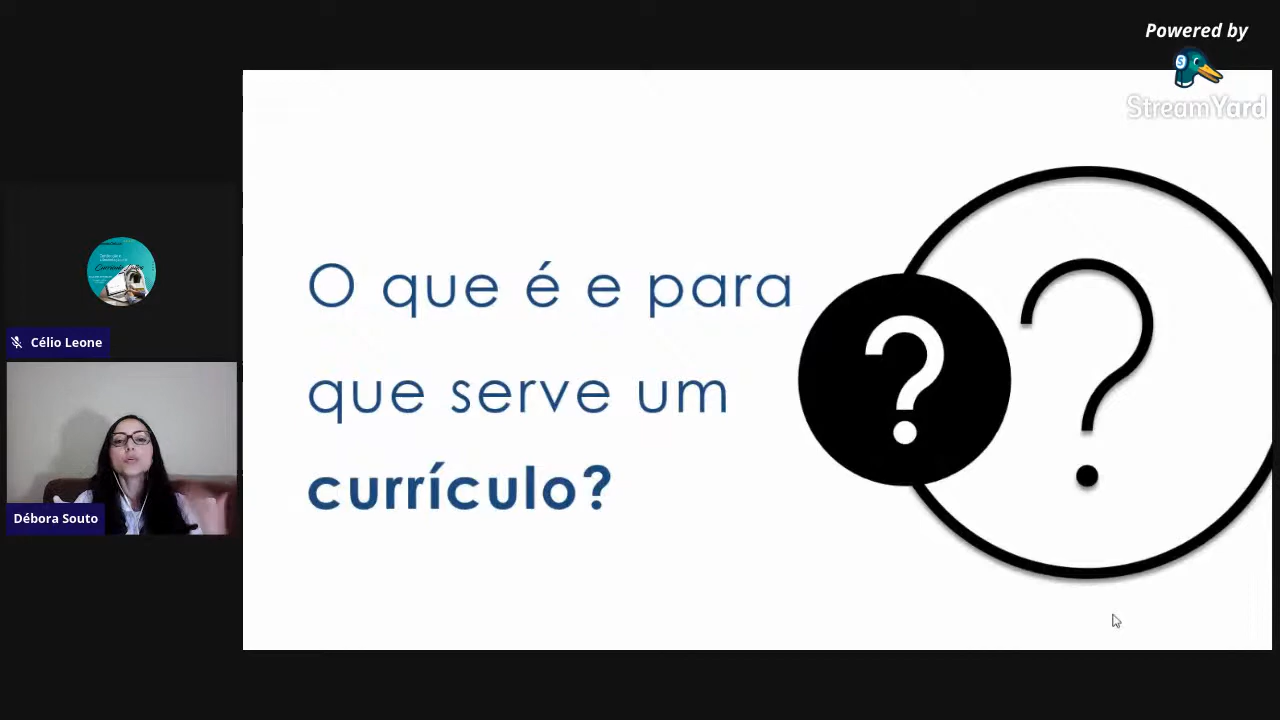 Powered by
StreamYard
O que é e para
que serve um
currículo?
?
?
Célio Leone
Débora Souto